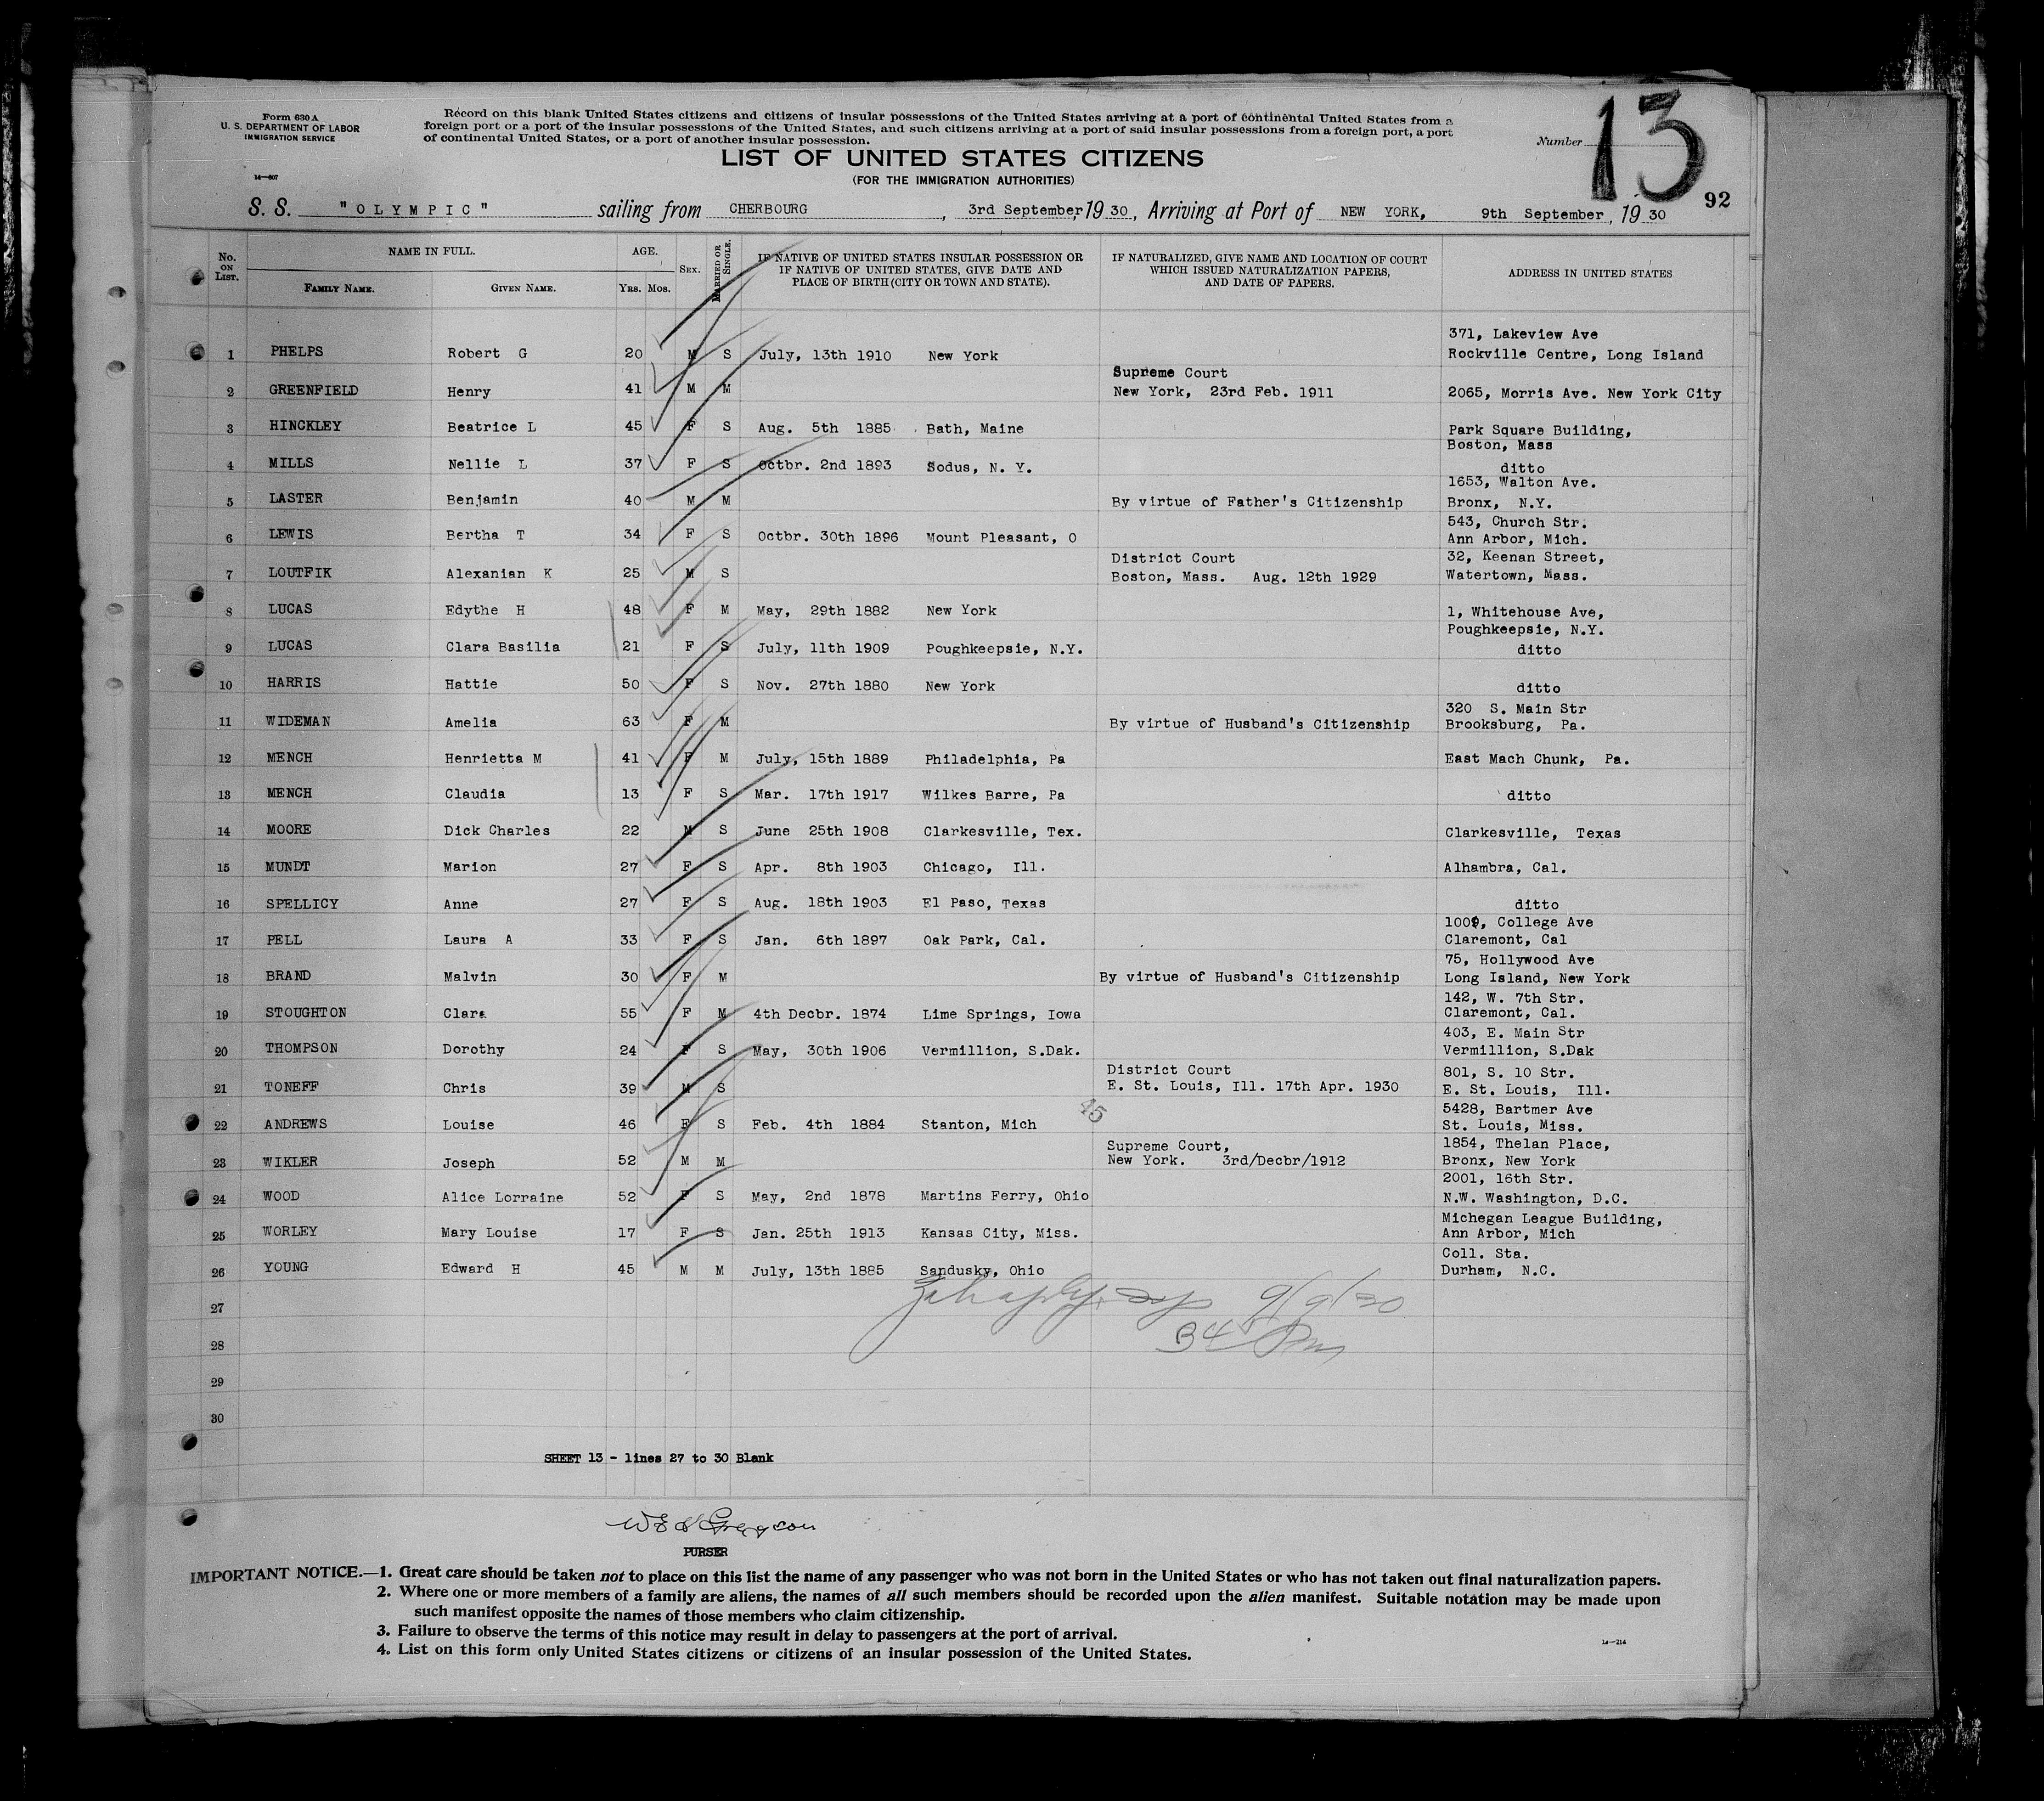 Form 630 A
U. S. DEPARTMENT OF LABOR
IMMIGRATION SERVICE
14—607
Record on this blank United States citizens and citizens of insular possessions of the United States arriving at a port of continental United States from a
foreign port or a port of the insular possessions of the United States, and such citizens arriving at a port of said insular possessions from a foreign port, a port
of continental United States, or a port of another insular possession.
Number 13
LIST OF UNITED STATES CITIZENS
(FOR THE IMMIGRATION AUTHORITIES)
92
S. S. "OLYMPIC" sailing from CHERBOURG, 3rd September, 1930, Arriving at Port of NEW YORK, 9th September, 1930
No. ON LIST. NAME IN FULL. FAMILY NAME. GIVEN NAME. AGE. YRS. MOS. SEX. MARRIED OR SINGLE. IF NATIVE OF UNITED STATES INSULAR POSSESSION OR IF NATIVE OF UNITED STATES, GIVE DATE AND PLACE OF BIRTH (CITY OR TOWN AND STATE). IF NATURALIZED, GIVE NAME AND LOCATION OF COURT WHICH ISSUED NATURALIZATION PAPERS, AND DATE OF PAPERS. ADDRESS IN UNITED STATES
371, Lakeview Ave
1 PHELPS Robert G 20 M S July, 13th 1910 New York Rockville Centre, Long Island
Supreme Court
2 GREENFIELD Henry 41 M M New York, 23rd Feb. 1911 2065, Morris Ave. New York City
3 HINCKLEY Beatrice L 45 F S Aug. 5th 1885 Bath, Maine Park Square Building,
Boston, Mass
4 MILLS Nellie L 37 F S Octbr. 2nd 1893 Sodus, N. Y. ditto
1653, Walton Ave.
5 LASTER Benjamin 40 M M By virtue of Father's Citizenship Bronx, N.Y.
543, Church Str.
6 LEWIS Bertha T 34 F S Octbr. 30th 1896 Mount Pleasant, O Ann Arbor, Mich.
District Court 32, Keenan Street,
7 LOUTFIK Alexanian K 25 M S Boston, Mass. Aug. 12th 1929 Watertown, Mass.
8 LUCAS Edythe H 48 F M May, 29th 1882 New York 1, Whitehouse Ave,
Poughkeepsie, N.Y.
9 LUCAS Clara Basilia 21 F S July, 11th 1909 Poughkeepsie, N.Y. ditto
10 HARRIS Hattie 50 F S Nov. 27th 1880 New York ditto
320 S. Main Str
11 WIDEMAN Amelia 63 F M By virtue of Husband's Citizenship Brooksburg, Pa.
12 MENCH Henrietta M 41 F M July, 15th 1889 Philadelphia, Pa East Mach Chunk, Pa.
13 MENCH Claudia 13 F S Mar. 17th 1917 Wilkes Barre, Pa ditto
14 MOORE Dick Charles 22 M S June 25th 1908 Clarkesville, Tex. Clarkesville, Texas
15 MUNDT Marion 27 F S Apr. 8th 1903 Chicago, Ill. Alhambra, Cal.
16 SPELLICY Anne 27 F S Aug. 18th 1903 El Paso, Texas ditto
1009, College Ave
17 PELL Laura A 33 F S Jan. 6th 1897 Oak Park, Cal. Claremont, Cal
75, Hollywood Ave
18 BRAND Malvin 30 F M By virtue of Husband's Citizenship Long Island, New York
142, W. 7th Str.
19 STOUGHTON Clara 55 F M 4th Decbr. 1874 Lime Springs, Iowa Claremont, Cal.
403, E. Main Str
20 THOMPSON Dorothy 24 F S May, 30th 1906 Vermillion, S.Dak. Vermillion, S.Dak
District Court 801, S. 10 Str.
21 TONEFF Chris 39 M S E. St. Louis, Ill. 17th Apr. 1930 E. St. Louis, Ill.
45 5428, Bartmer Ave
22 ANDREWS Louise 46 F S Feb. 4th 1884 Stanton, Mich St. Louis, Miss.
Supreme Court, 1854, Thelan Place,
23 WIKLER Joseph 52 M M New York. 3rd/Decbr/1912 Bronx, New York
2001, 16th Str.
24 WOOD Alice Lorraine 52 F S May, 2nd 1878 Martins Ferry, Ohio N.W. Washington, D.C.
Michegan League Building,
25 WORLEY Mary Louise 17 F S Jan. 25th 1913 Kansas City, Miss. Ann Arbor, Mich
Coll. Sta.
26 YOUNG Edward H 45 M M July, 13th 1885 Sandusky, Ohio Durham, N.C.
27 9/9/30
28
29
30
SHEET 13 - lines 27 to 30 Blank
PURSER
IMPORTANT NOTICE.—1. Great care should be taken not to place on this list the name of any passenger who was not born in the United States or who has not taken out final naturalization papers.
2. Where one or more members of a family are aliens, the names of all such members should be recorded upon the alien manifest. Suitable notation may be made upon
such manifest opposite the names of those members who claim citizenship.
3. Failure to observe the terms of this notice may result in delay to passengers at the port of arrival.
4. List on this form only United States citizens or citizens of an insular possession of the United States.
14—214